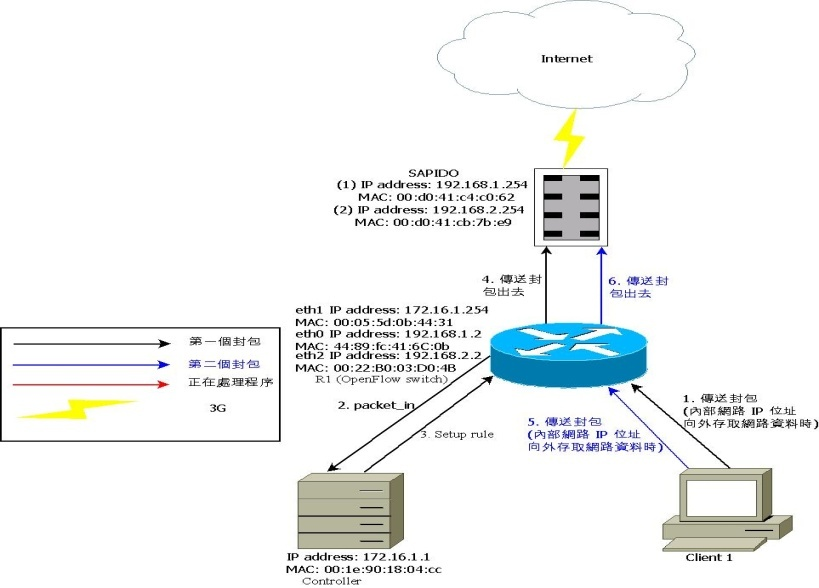 Internet
SAPIDO
(1) IP address: 192.168.1.254
MAC: 00:d0:41:c4:c0:62
(2) IP address: 192.168.2.254
MAC: 00:d0:41:cb:7b:e9
4. 傳送封
包出去
6. 傳送封
包出去
eth1 IP address: 172.16.1.254
MAC: 00:05:5d:0b:44:31
eth0 IP address: 192.168.1.2
MAC: 44:89:fc:41:6C:0b
eth2 IP address: 192.168.2.2
MAC: 00:22:B0:03:D0:4B
R1 (OpenFlow switch)
第一個封包
第二個封包
正在處理程序
3G
2. packet_in
3. Setup rule
1. 傳送封包
(內部網路 IP 位址
向外存取網路資料時)
5. 傳送封包
(內部網路 IP 位址
向外存取網路資料時)
IP address: 172.16.1.1
MAC: 00:1e:90:18:04:cc
Controller
Client 1